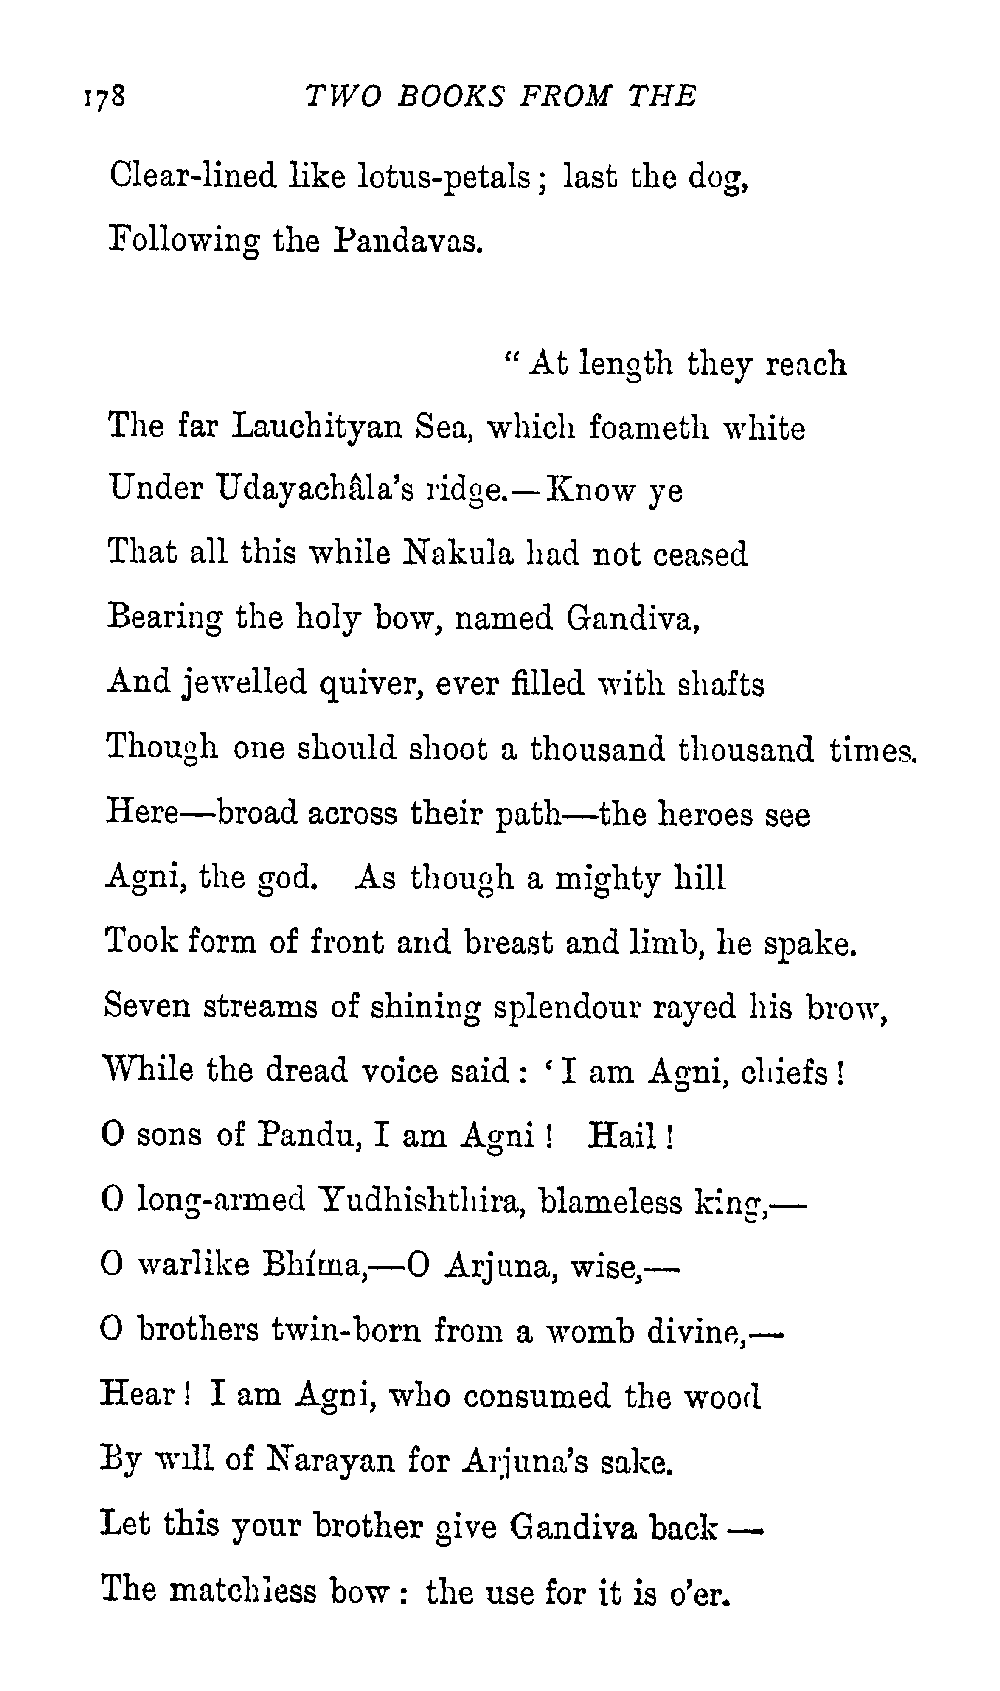 178 TWO BOOKS FROM THE
Clear-lined like lotus-petals; last the dog,
Following the Pandavas.
“At length they reach
The far Lauchityan Sea, which foameth white
Under Udayachâla’s ridge.—Know ye
That all this while Nakula had not ceased
Bearing the holy bow, named Gandiva,
And jewelled quiver, ever filled with shafts
Though one should shoot a thousand thousand times.
Here—broad across their path—the heroes see
Agni, the god. As though a mighty hill
Took form of front and breast and limb, he spake.
Seven streams of shining splendour rayed his brow,
While the dread voice said: ‘I am Agni, chiefs!
O sons of Pandu, I am Agni! Hail!
O long-armed Yudhishthira, blameless king,—
O warlike Bhíma,—O Arjuna, wise,—
O brothers twin-born from a womb divine,—
Hear! I am Agni, who consumed the wood
By will of Narayan for Arjuna’s sake.
Let this your brother give Gandiva back—
The matchless bow: the use for it is o’er.